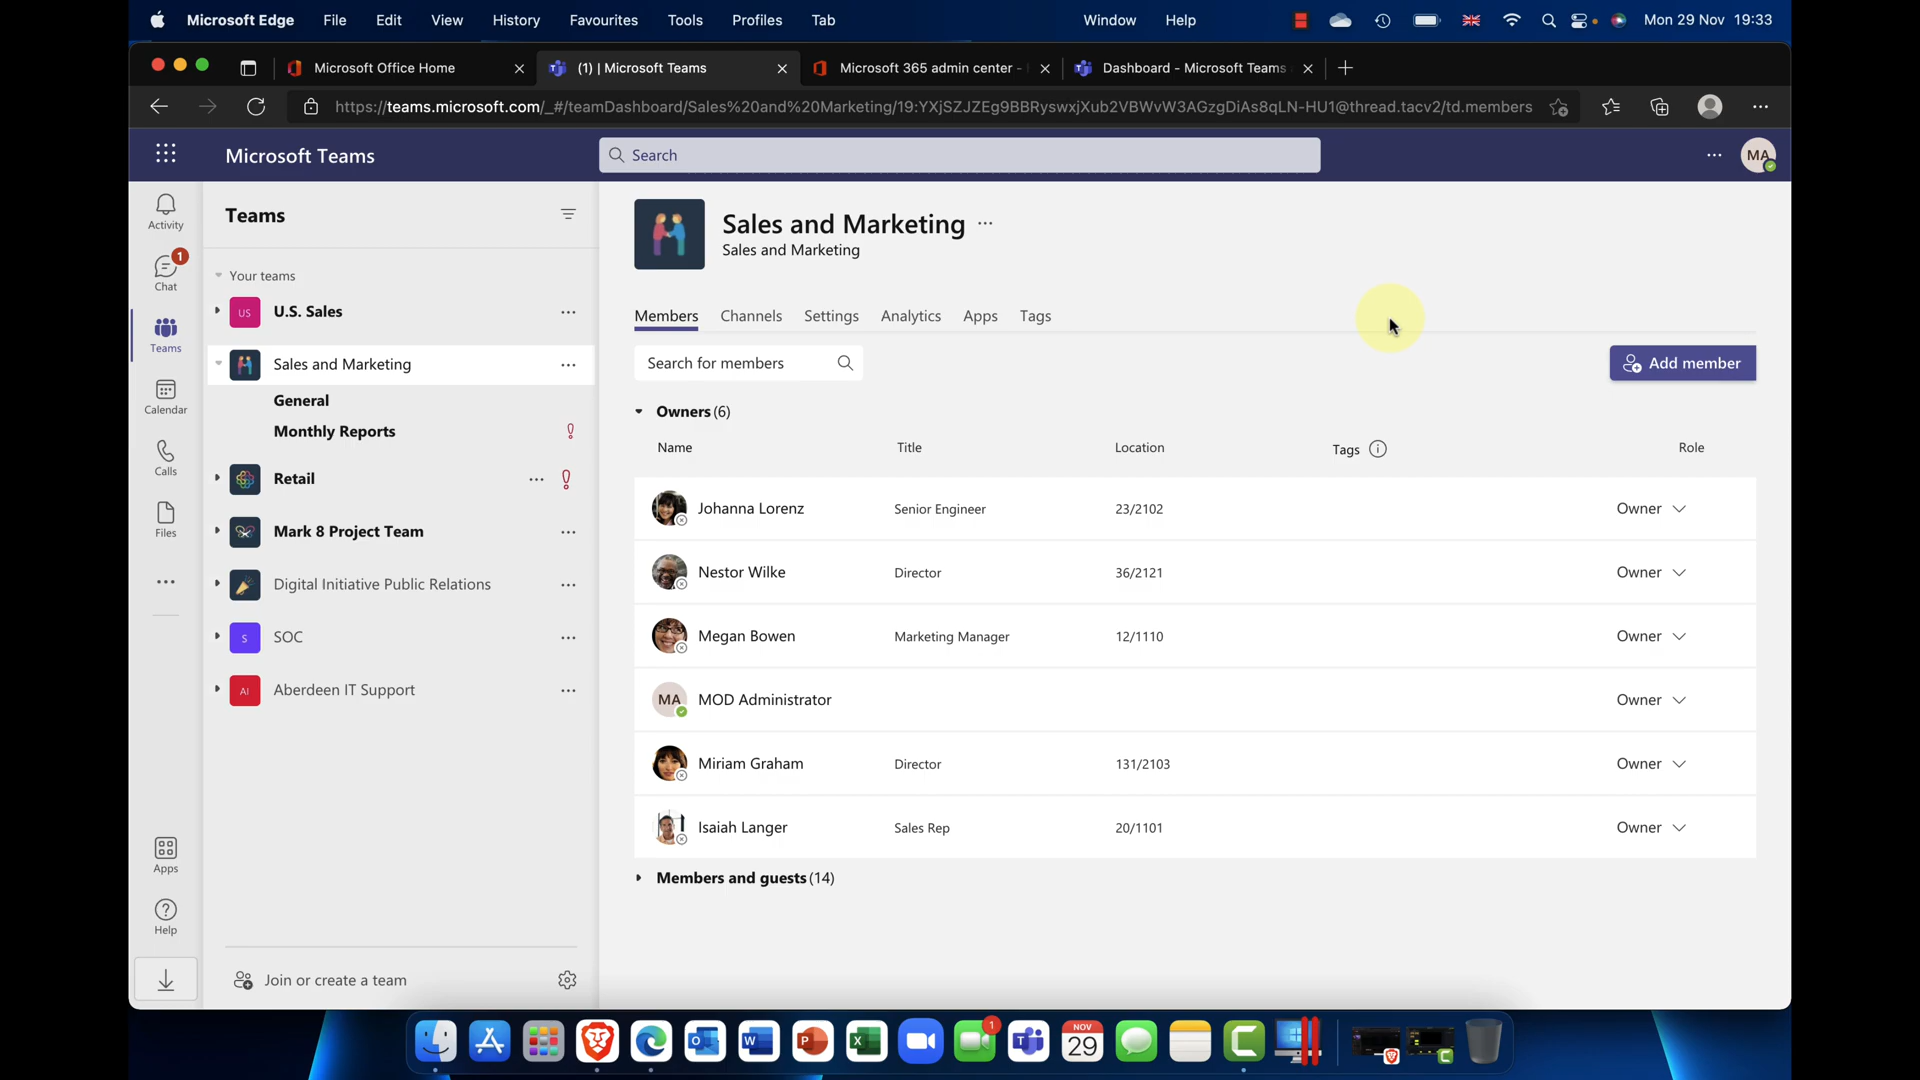 Microsoft Edge File Edit View History Favourites Tools Profiles Tab Window Help Mon 29 Nov 19:33
Microsoft Office Home (1) | Microsoft Teams Microsoft 365 admin center - Dashboard - Microsoft Teams
https://teams.microsoft.com/_#/teamDashboard/Sales%20and%20Marketing/19:YXjSZJZEg9BBRyswxjXub2VBWvW3AGzgDiAs8qLN-HU1@thread.tacv2/td.members
Microsoft Teams
Search
MA
Activity
Chat
1
Teams
Calendar
Calls
Files
Apps
Help
Teams
Your teams
US U.S. Sales
Sales and Marketing
General
Monthly Reports
Retail
Mark 8 Project Team
Digital Initiative Public Relations
S SOC
AI Aberdeen IT Support
Join or create a team
Sales and Marketing
Sales and Marketing
Members Channels Settings Analytics Apps Tags
Search for members
Add member
Owners (6)
Name Title Location Tags Role
Johanna Lorenz Senior Engineer 23/2102 Owner
Nestor Wilke Director 36/2121 Owner
Megan Bowen Marketing Manager 12/1110 Owner
MA MOD Administrator Owner
Miriam Graham Director 131/2103 Owner
Isaiah Langer Sales Rep 20/1101 Owner
Members and guests (14)
1
NOV
29